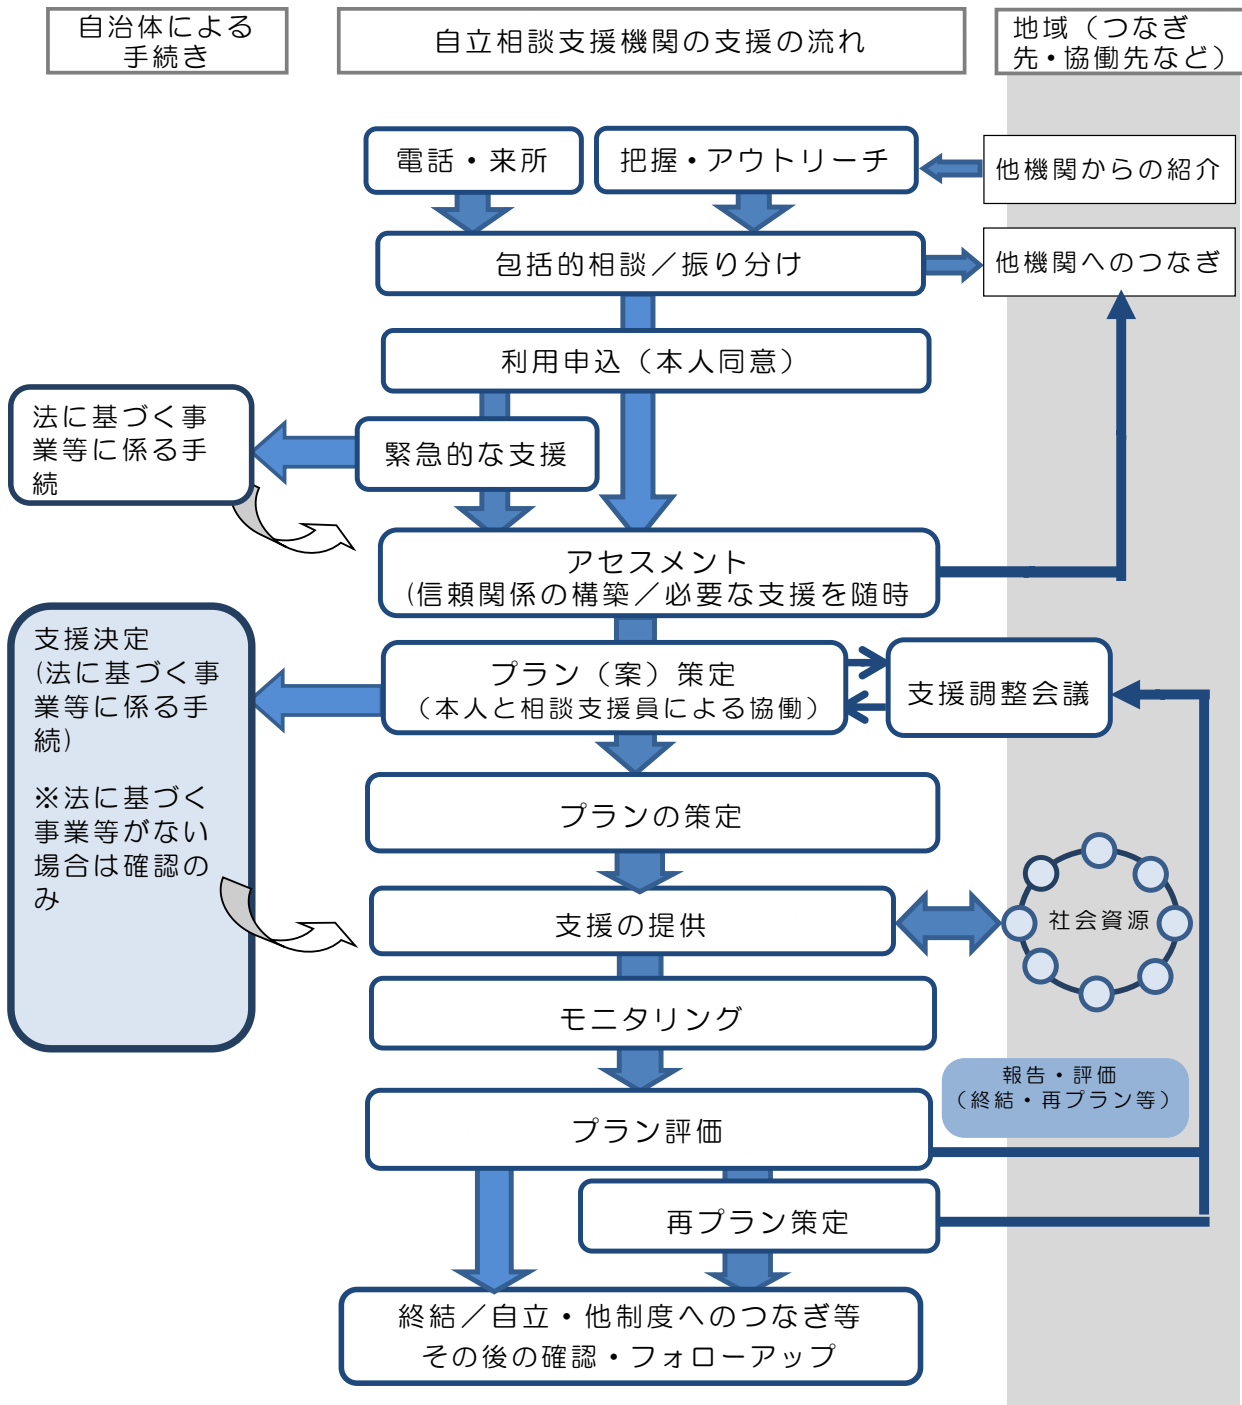 自治体による
手続き
自立相談支援機関の支援の流れ
地域（つなぎ
先・協働先など）
電話・来所
把握・アウトリーチ
他機関からの紹介
包括的相談／振り分け
他機関へのつなぎ
利用申込（本人同意）
法に基づく事
業等に係る手
続
緊急的な支援
アセスメント
(信頼関係の構築／必要な支援を随時
支援決定
(法に基づく事
業等に係る手
続)
※法に基づく
事業等がない
場合は確認の
み
プラン（案）策定
（本人と相談支援員による協働）
支援調整会議
プランの策定
支援の提供
社会資源
モニタリング
報告・評価
（終結・再プラン等）
プラン評価
再プラン策定
終結／自立・他制度へのつなぎ等
その後の確認・フォローアップ